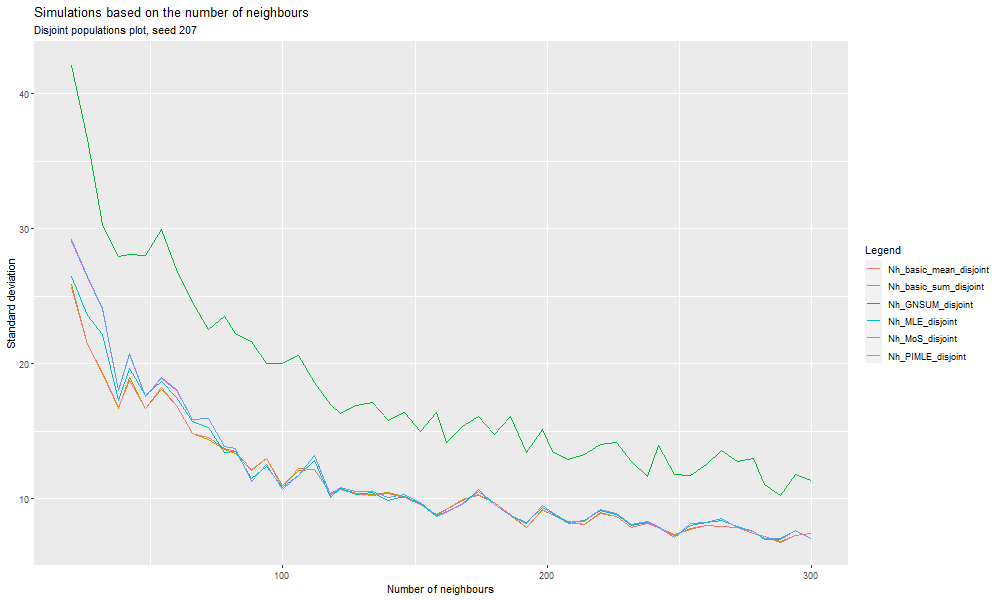 Simulations based on the number of neighbours
Disjoint populations plot, seed 207
40
30
20
10
Standard deviation
100
200
300
Number of neighbours
Legend
Nh_basic_mean_disjoint
Nh_basic_sum_disjoint
Nh_GNSUM_disjoint
Nh_MLE_disjoint
Nh_MoS_disjoint
Nh_PIMLE_disjoint